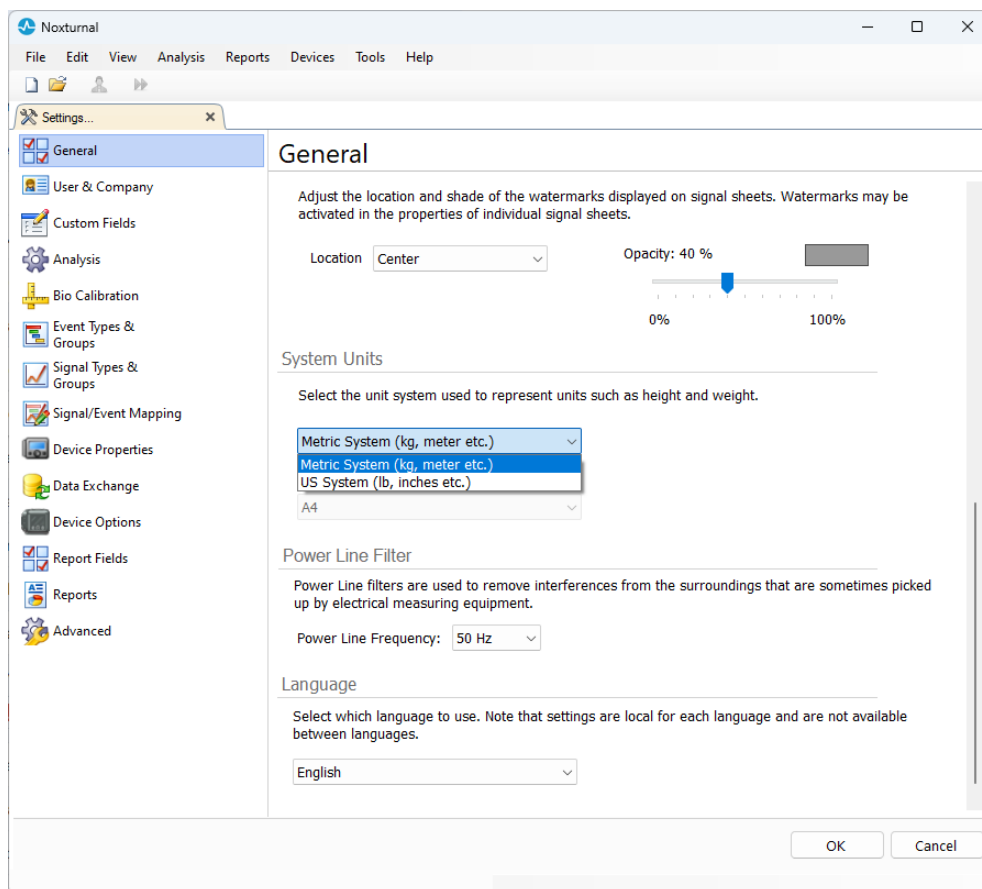 Noxturnal
File Edit View Analysis Reports Devices Tools Help
Settings...
General
User & Company
Custom Fields
Analysis
Bio Calibration
Event Types &
Groups
Signal Types &
Groups
Signal/Event Mapping
Device Properties
Data Exchange
Device Options
Report Fields
Reports
Advanced
General
Adjust the location and shade of the watermarks displayed on signal sheets. Watermarks may be
activated in the properties of individual signal sheets.
Location Center
Opacity: 40 %
0% 100%
System Units
Select the unit system used to represent units such as height and weight.
Metric System (kg, meter etc.)
Metric System (kg, meter etc.)
US System (lb, inches etc.)
A4
Power Line Filter
Power Line filters are used to remove interferences from the surroundings that are sometimes picked
up by electrical measuring equipment.
Power Line Frequency: 50 Hz
Language
Select which language to use. Note that settings are local for each language and are not available
between languages.
English
OK Cancel